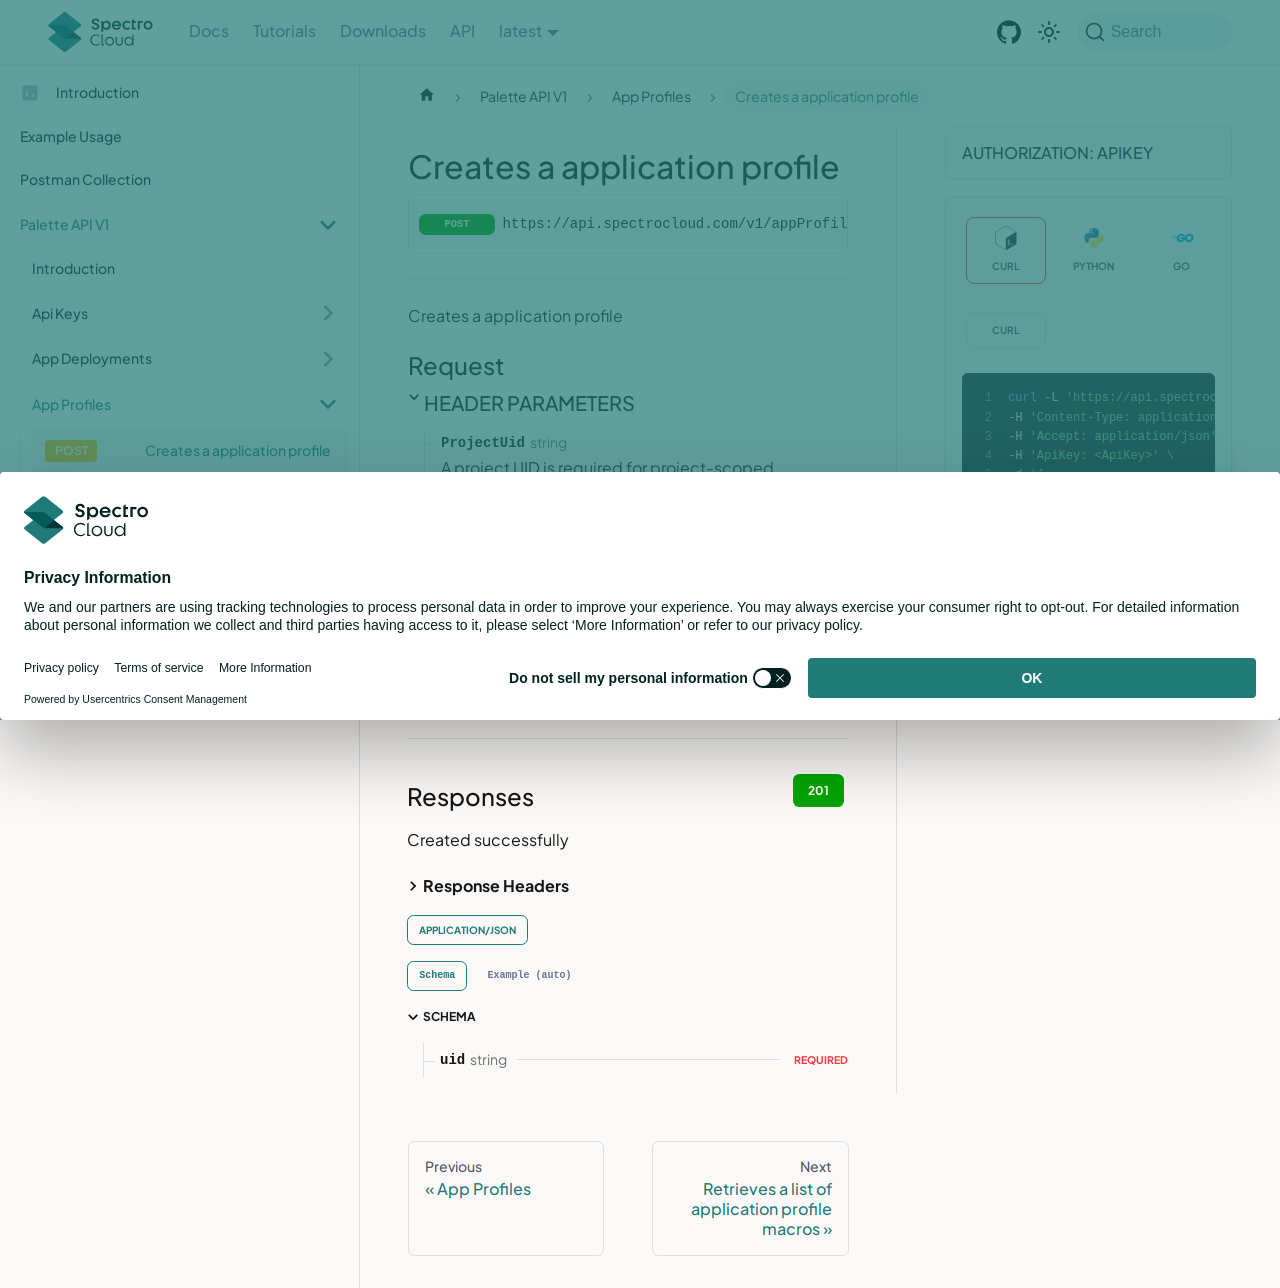 Spectro Cloud
Docs
Tutorials
Downloads
API
latest
Search
Introduction
Example Usage
Postman Collection
Palette API V1
Introduction
Api Keys
App Deployments
App Profiles
POST Creates a application profile
Palette API V1
App Profiles
Creates a application profile
Creates a application profile
POST https://api.spectrocloud.com/v1/appProfil
Creates a application profile
Request
HEADER PARAMETERS
ProjectUid string
A project UID is required for project-scoped
AUTHORIZATION: APIKEY
CURL
PYTHON
GO
CURL
1 curl -L 'https://api.spectroc
2 -H 'Content-Type: application
3 -H 'Accept: application/json'
4 -H 'ApiKey: <ApiKey>' \
Spectro
Cloud
Privacy Information
We and our partners are using tracking technologies to process personal data in order to improve your experience. You may always exercise your consumer right to opt-out. For detailed information
about personal information we collect and third parties having access to it, please select ‘More Information’ or refer to our privacy policy.
Privacy policy
Terms of service
More Information
Powered by Usercentrics Consent Management
Do not sell my personal information
OK
Responses
201
Created successfully
Response Headers
APPLICATION/JSON
Schema
Example (auto)
SCHEMA
uid string REQUIRED
Previous
« App Profiles
Next
Retrieves a list of
application profile
macros »